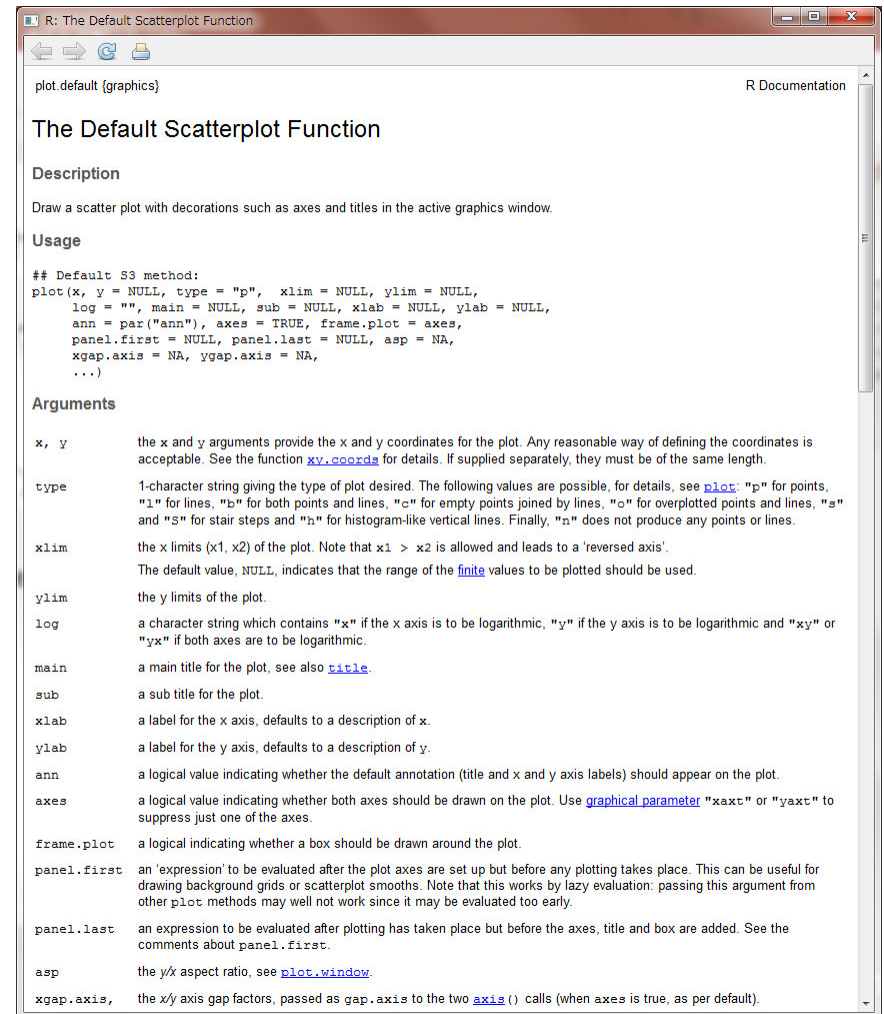 R: The Default Scatterplot Function
plot.default {graphics}
R Documentation
The Default Scatterplot Function
Description
Draw a scatter plot with decorations such as axes and titles in the active graphics window.
Usage
## Default S3 method:
plot(x, y = NULL, type = "p",  xlim = NULL, ylim = NULL,
     log = "", main = NULL, sub = NULL, xlab = NULL, ylab = NULL,
     ann = par("ann"), axes = TRUE, frame.plot = axes,
     panel.first = NULL, panel.last = NULL, asp = NA,
     xgap.axis = NA, ygap.axis = NA,
     ...)
Arguments
x, y the x and y arguments provide the x and y coordinates for the plot. Any reasonable way of defining the coordinates is
acceptable. See the function xy.coords for details. If supplied separately, they must be of the same length.
type 1-character string giving the type of plot desired. The following values are possible, for details, see plot: "p" for points,
"l" for lines, "b" for both points and lines, "c" for empty points joined by lines, "o" for overplotted points and lines, "s"
and "S" for stair steps and "h" for histogram-like vertical lines. Finally, "n" does not produce any points or lines.
xlim the x limits (x1, x2) of the plot. Note that x1 > x2 is allowed and leads to a ‘reversed axis’.
The default value, NULL, indicates that the range of the finite values to be plotted should be used.
ylim the y limits of the plot.
log a character string which contains "x" if the x axis is to be logarithmic, "y" if the y axis is to be logarithmic and "xy" or
"yx" if both axes are to be logarithmic.
main a main title for the plot, see also title.
sub a sub title for the plot.
xlab a label for the x axis, defaults to a description of x.
ylab a label for the y axis, defaults to a description of y.
ann a logical value indicating whether the default annotation (title and x and y axis labels) should appear on the plot.
axes a logical value indicating whether both axes should be drawn on the plot. Use graphical parameter "xaxt" or "yaxt" to
suppress just one of the axes.
frame.plot a logical indicating whether a box should be drawn around the plot.
panel.first an ‘expression’ to be evaluated after the plot axes are set up but before any plotting takes place. This can be useful for
drawing background grids or scatterplot smooths. Note that this works by lazy evaluation: passing this argument from
other plot methods may well not work since it may be evaluated too early.
panel.last an expression to be evaluated after plotting has taken place but before the axes, title and box are added. See the
comments about panel.first.
asp the y/x aspect ratio, see plot.window.
xgap.axis, the x/y axis gap factors, passed as gap.axis to the two axis() calls (when axes is true, as per default).